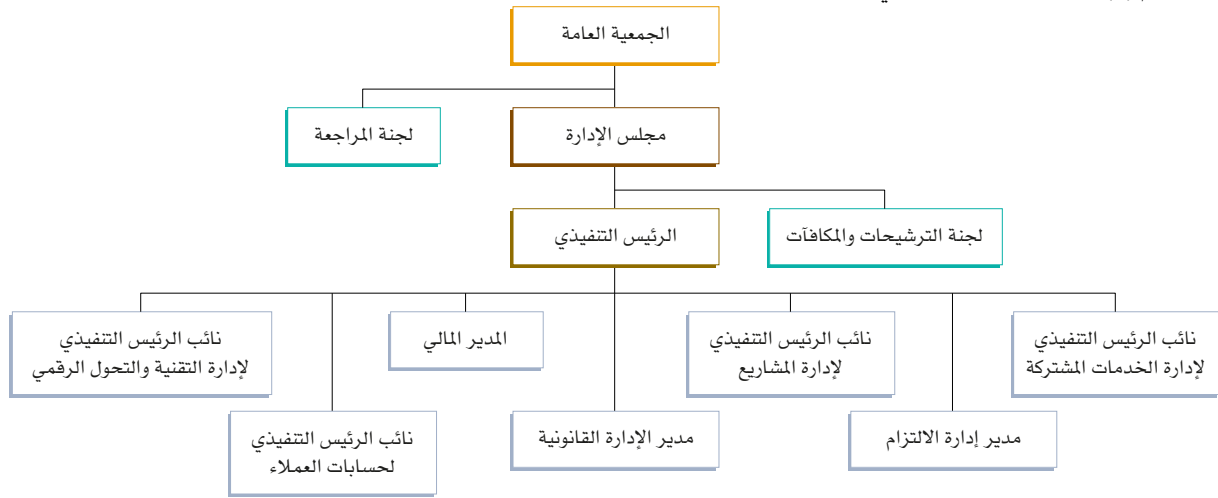 الجمعية العامة
مجلس الإدارة
لجنة المراجعة
لجنة الترشيحات والمكافآت
الرئيس التنفيذي
نائب الرئيس التنفيذي
لإدارة الخدمات المشتركة
نائب الرئيس التنفيذي
لإدارة المشاريع
المدير المالي
نائب الرئيس التنفيذي
لإدارة التقنية والتحول الرقمي
مدير إدارة الالتزام
مدير الإدارة القانونية
نائب الرئيس التنفيذي
لحسابات العملاء